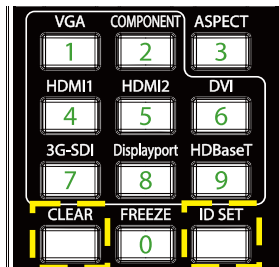 VGA COMPONENT ASPECT
1 2 3
HDMI1 HDMI2 DVI
4 5 6
3G-SDI Displayport HDBaseT
7 8 9
CLEAR FREEZE ID SET
0